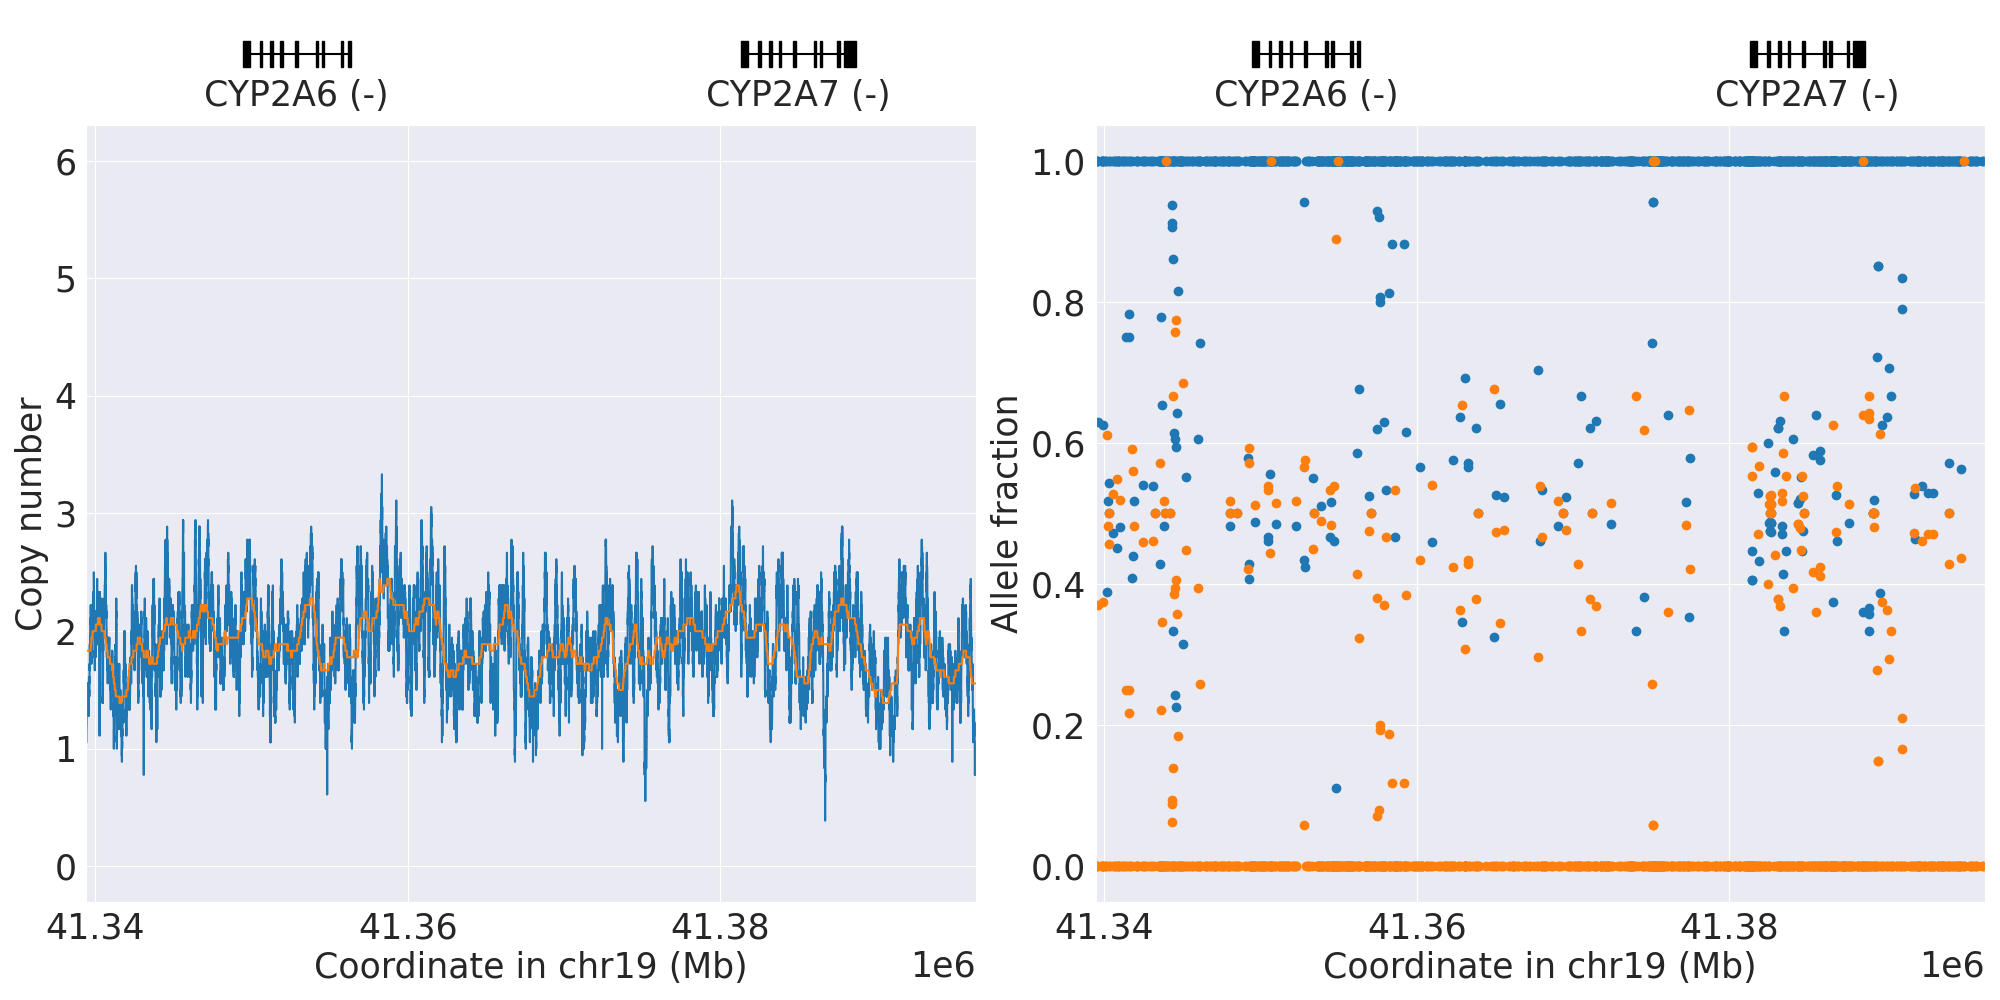 CYP2A6 (-) CYP2A7 (-)
6
5
4
3
2
1
0
Copy number
41.34 41.36 41.38
Coordinate in chr19 (Mb) 1e6
CYP2A6 (-) CYP2A7 (-)
1.0
0.8
0.6
0.4
0.2
0.0
Allele fraction
41.34 41.36 41.38
Coordinate in chr19 (Mb) 1e6